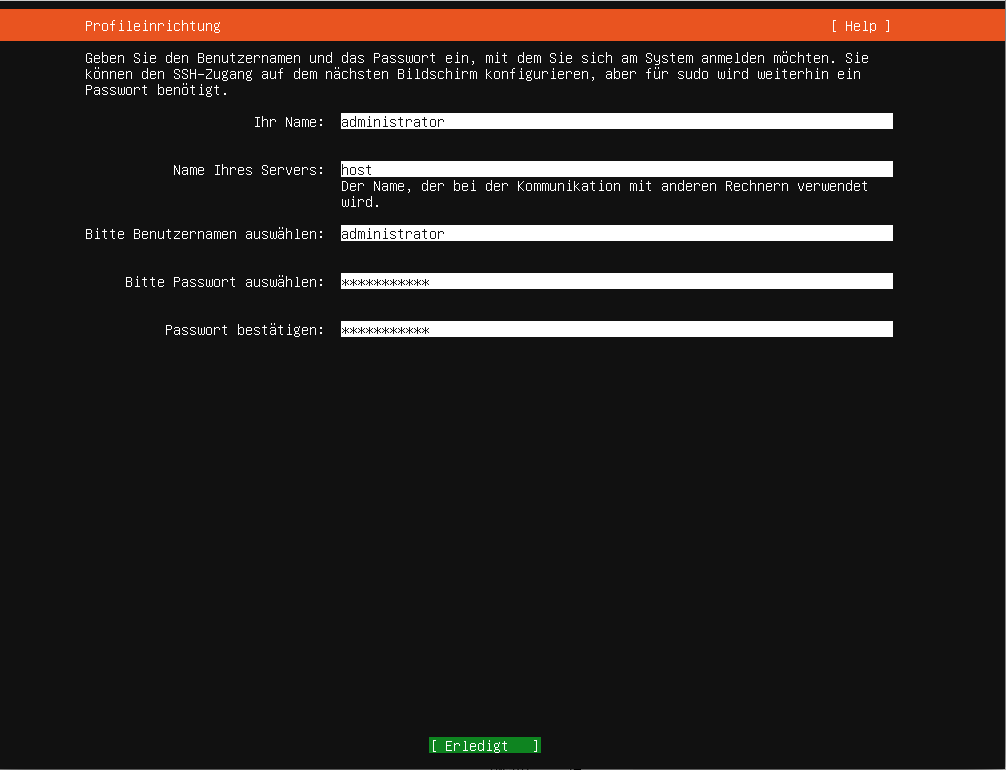 Profileinrichtung [ Help ]
Geben Sie den Benutzernamen und das Passwort ein, mit dem Sie sich am System anmelden möchten. Sie
können den SSH-Zugang auf dem nächsten Bildschirm konfigurieren, aber für sudo wird weiterhin ein
Passwort benötigt.
Ihr Name: administrator
Name Ihres Servers: host
Der Name, der bei der Kommunikation mit anderen Rechnern verwendet
wird.
Bitte Benutzernamen auswählen: administrator
Bitte Passwort auswählen: ***********
Passwort bestätigen: ***********
[ Erledigt ]